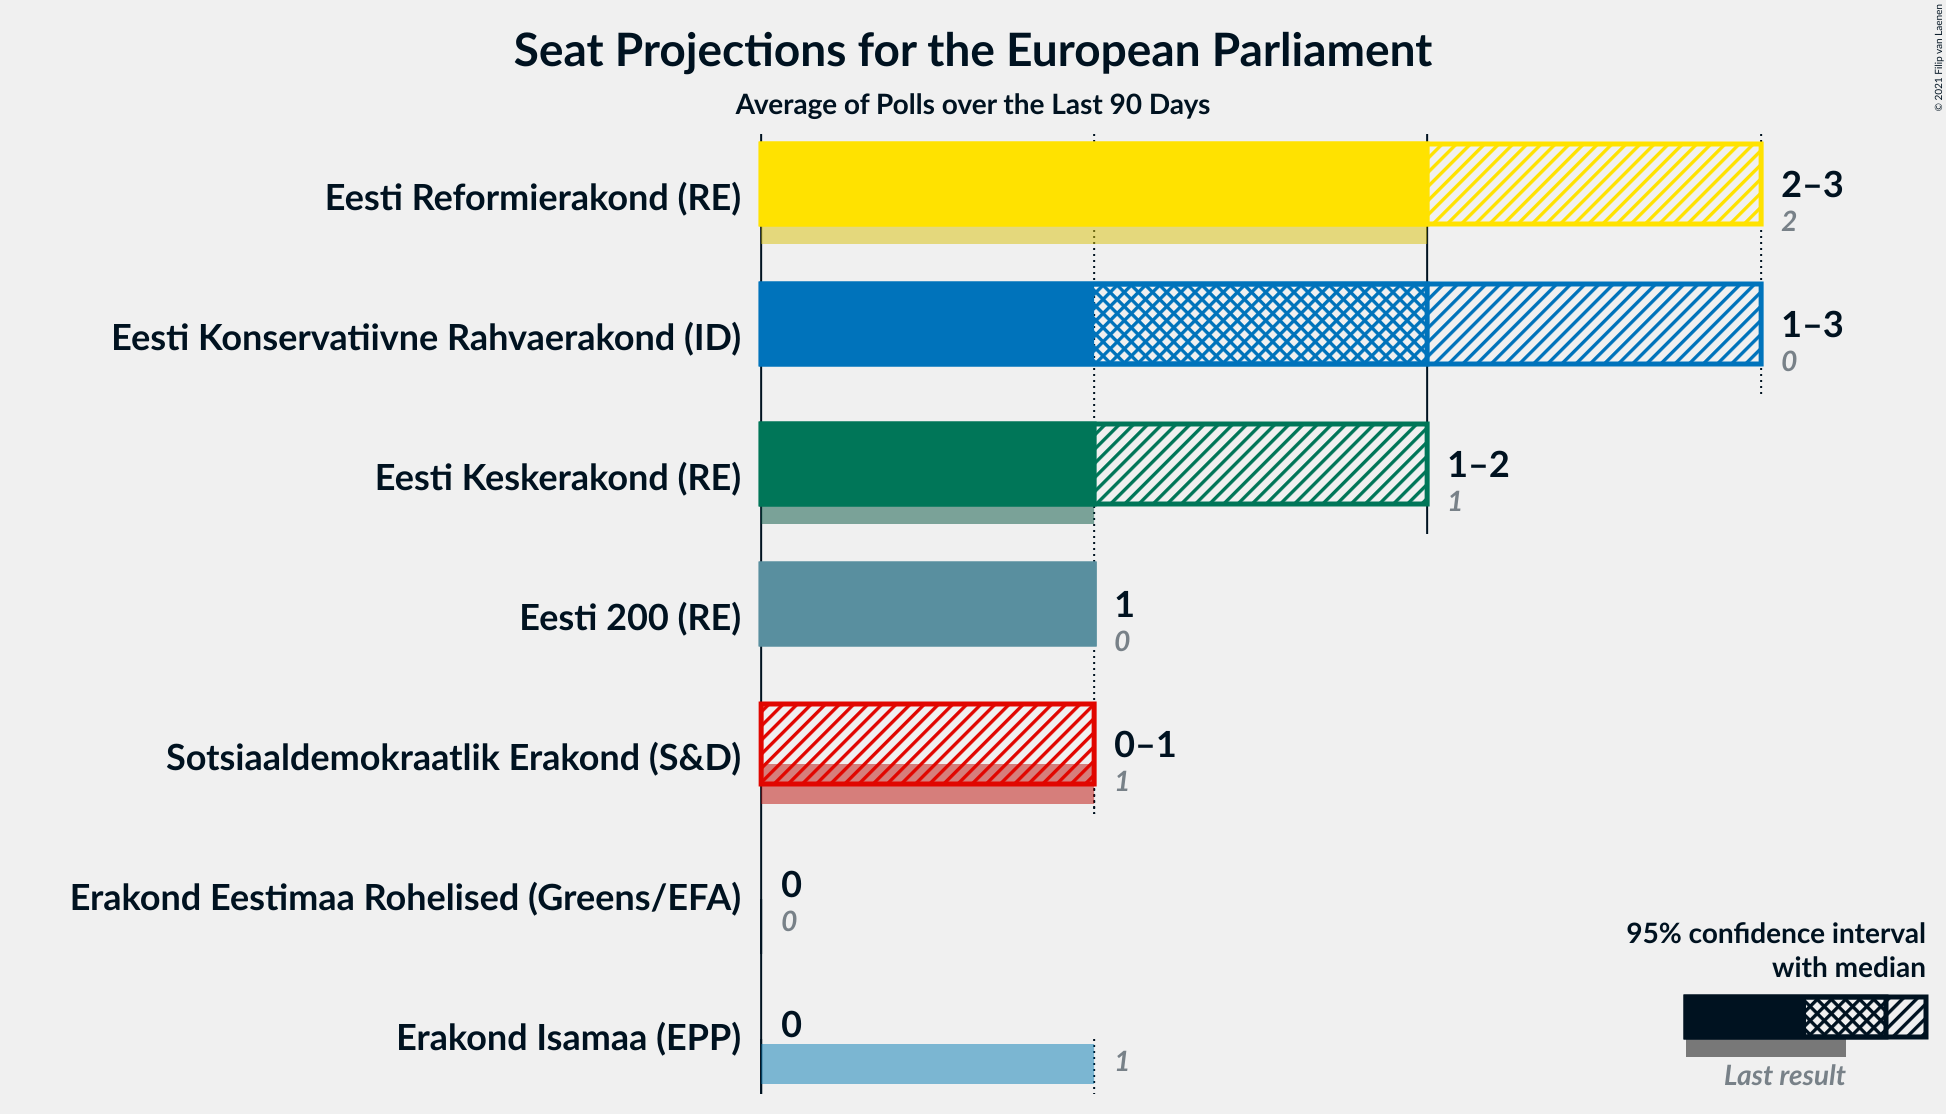 Seat Projections for the European Parliament
Average of Polls over the Last 90 Days
© 2021 Filip van Laenen
Eesti Reformierakond (RE)
2–3
2
Eesti Konservatiivne Rahvaerakond (ID)
1–3
0
Eesti Keskerakond (RE)
1–2
1
Eesti 200 (RE)
1
0
Sotsiaaldemokraatlik Erakond (S&D)
0–1
1
Erakond Eestimaa Rohelised (Greens/EFA)
0
0
Erakond Isamaa (EPP)
0
1
95% confidence interval
with median
Last result